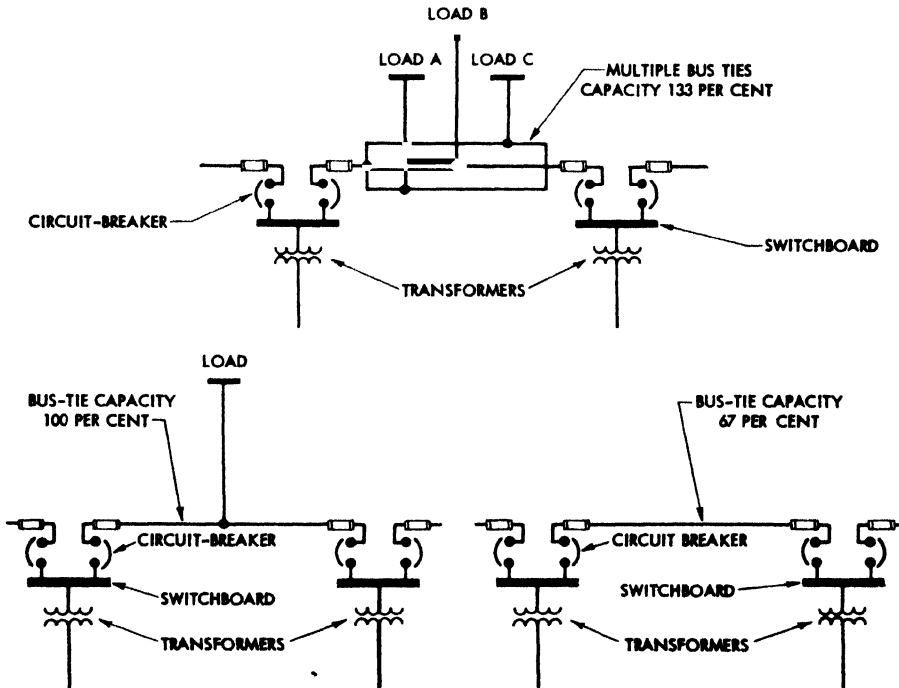 LOAD B
LOAD A
LOAD C
MULTIPLE BUS TIES
CAPACITY 133 PER CENT
CIRCUIT-BREAKER
SWITCHBOARD
TRANSFORMERS
LOAD
BUS-TIE CAPACITY
100 PER CENT
CIRCUIT-BREAKER
SWITCHBOARD
TRANSFORMERS
BUS-TIE CAPACITY
67 PER CENT
CIRCUIT BREAKER
SWITCHBOARD
TRANSFORMERS